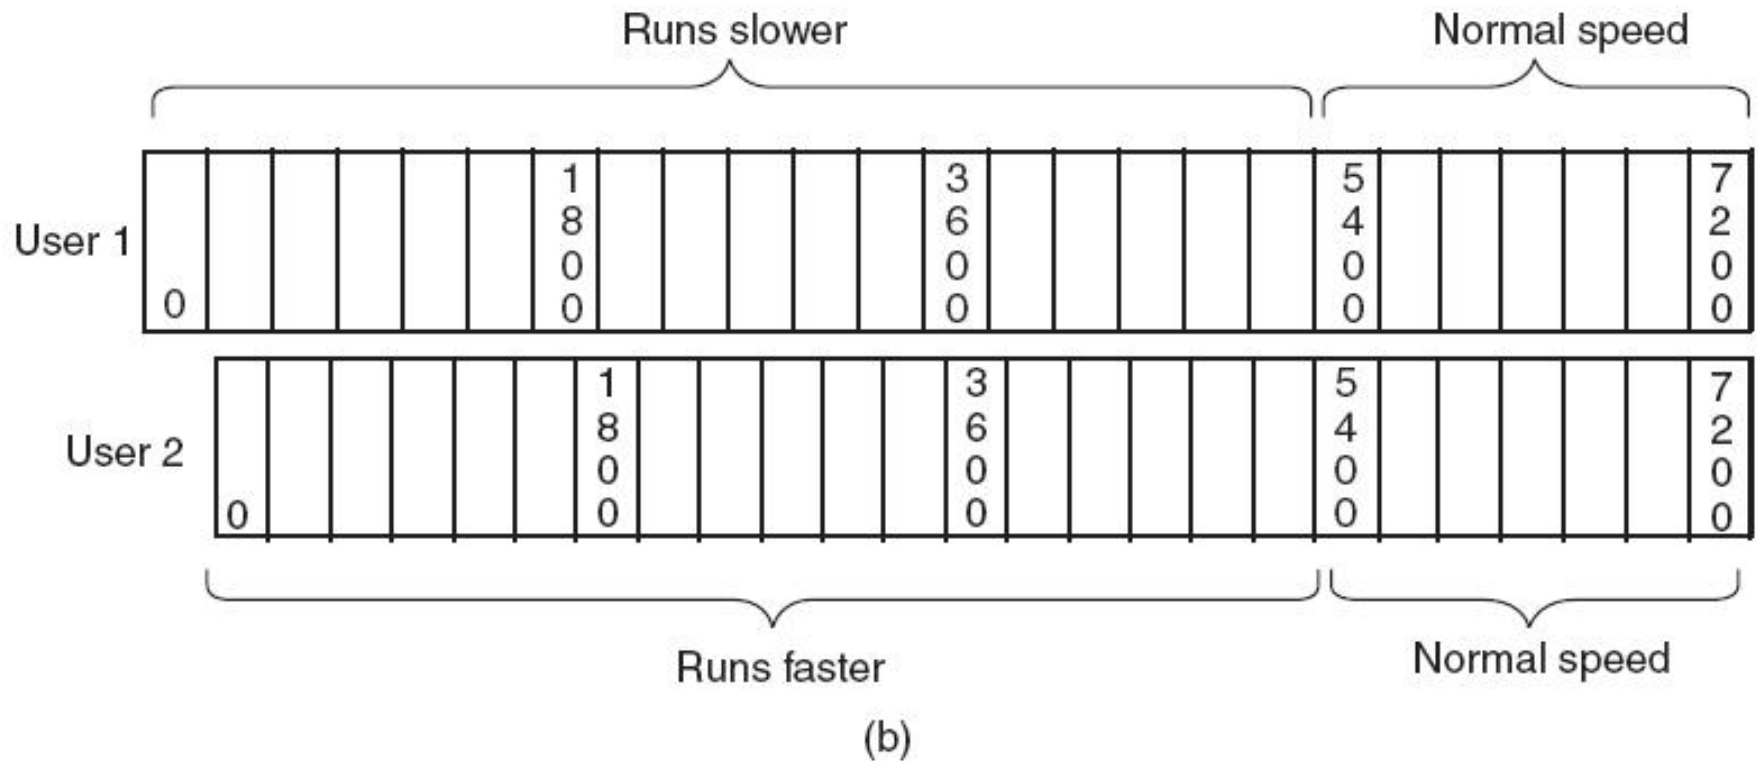 Runs slower
Normal speed
User 1
0
1800
3600
5400
7200
User 2
0
1800
3600
5400
7200
Runs faster
Normal speed
(b)